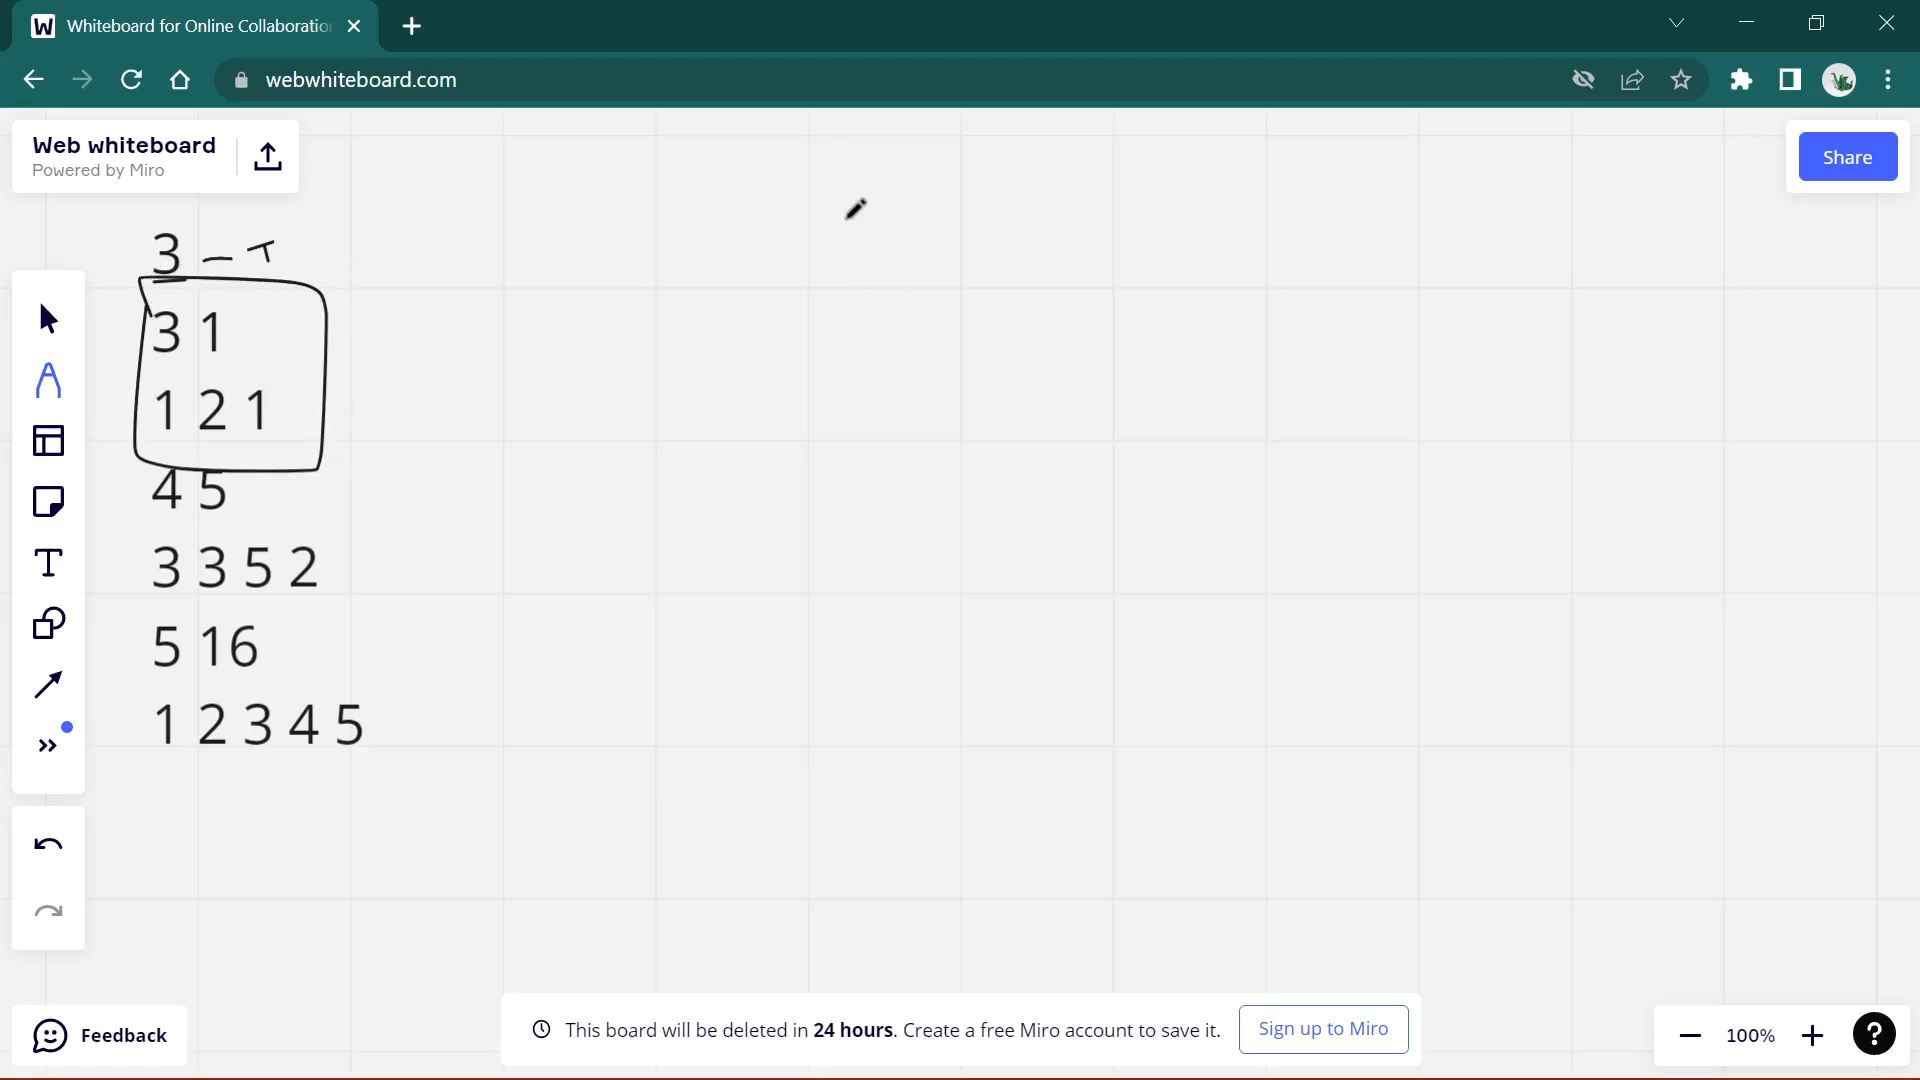 Whiteboard for Online Collaboratio
webwhiteboard.com
Web whiteboard
Powered by Miro
Share
3 - T
3 1
1 2 1
4 5
3 3 5 2
5 16
1 2 3 4 5
Feedback
This board will be deleted in 24 hours. Create a free Miro account to save it.
Sign up to Miro
100%